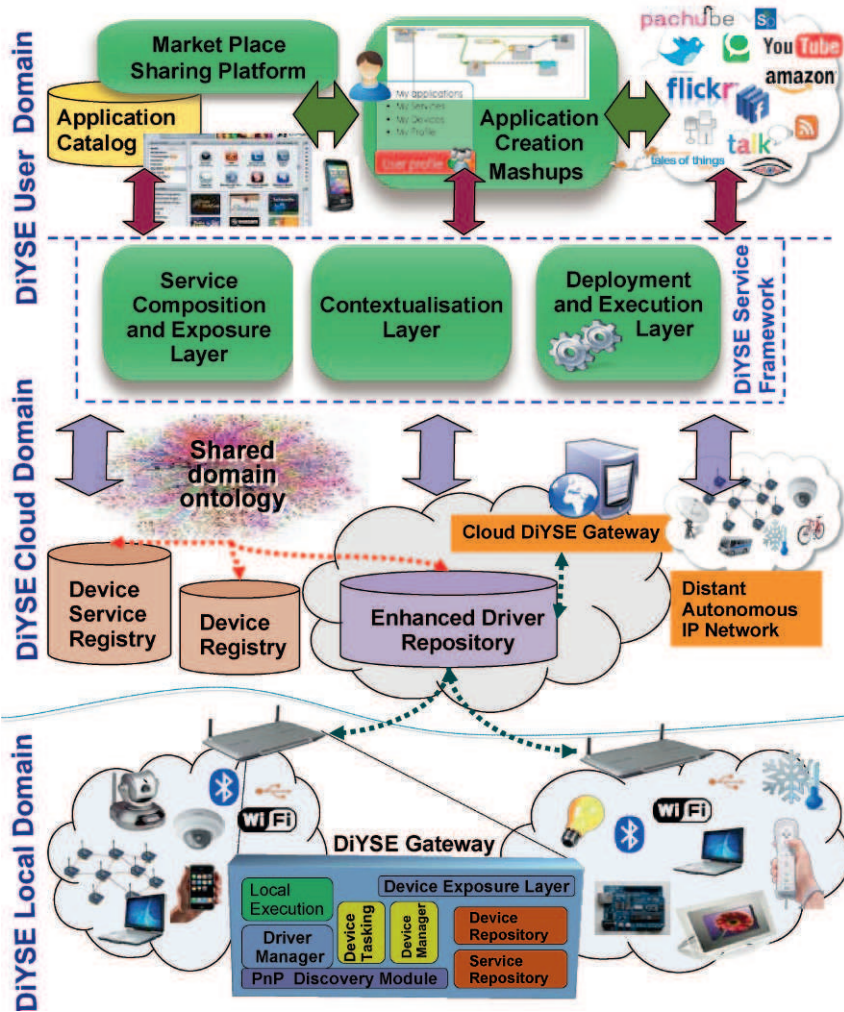 DiYSE User Domain
Market Place
Sharing Platform
Application
Catalog
My applications
My Services
My Devices
My Profile
User profile
Application
Creation
Mashups
pachube
You Tube
flickr
amazon
talk
tales of things
DiYSE Service
Framework
Service
Composition
and Exposure
Layer
Contextualisation
Layer
Deployment
and Execution
Layer
DiYSE Cloud Domain
Shared
domain
ontology
Cloud DiYSE Gateway
Distant
Autonomous
IP Network
Device
Service
Registry
Device
Registry
Enhanced Driver
Repository
DiYSE Local Domain
Wi Fi
Wi Fi
DiYSE Gateway
Local
Execution
Device Exposure Layer
Driver
Manager
Device
Tasking
Device
Manager
Device
Repository
Service
Repository
PnP Discovery Module